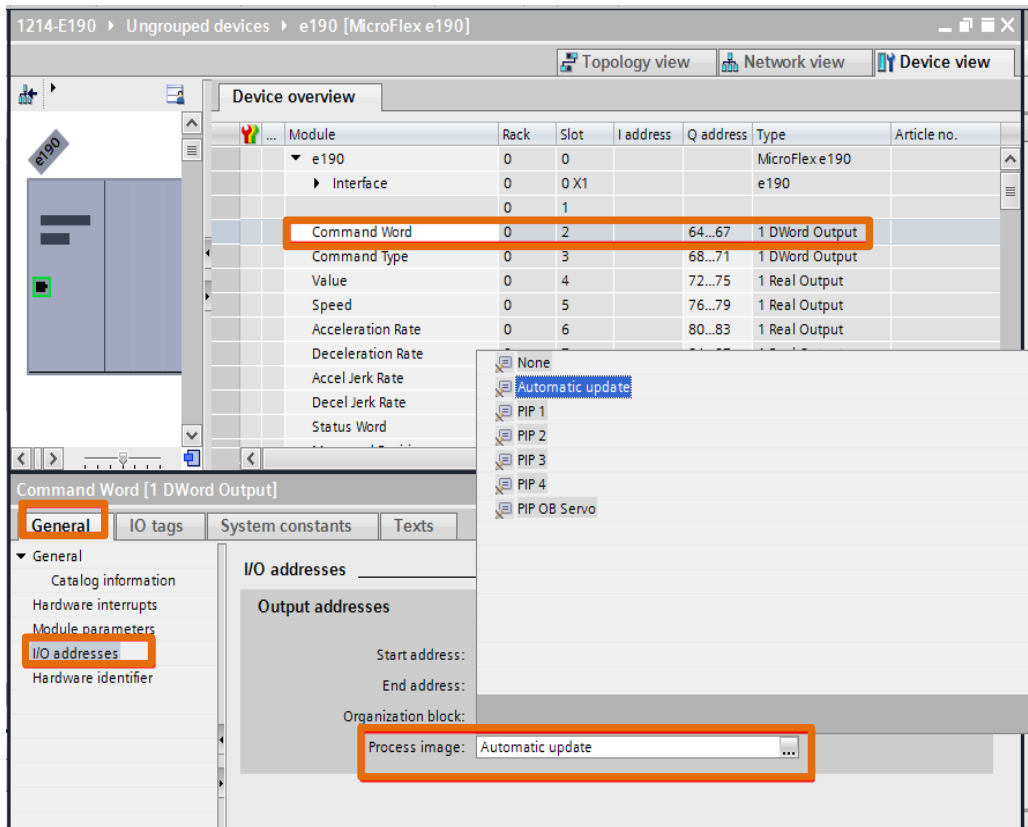 1214-E190 ▸ Ungrouped devices ▸ e190 [MicroFlex e190]
Topology view Network view Device view
Device overview
... Module Rack Slot I address Q address Type Article no.
e190 0 0 MicroFlex e190
Interface 0 0 X1 e190
0 1
Command Word 0 2 64...67 1 DWord Output
Command Type 0 3 68...71 1 DWord Output
Value 0 4 72...75 1 Real Output
Speed 0 5 76...79 1 Real Output
Acceleration Rate 0 6 80...83 1 Real Output
Deceleration Rate
Accel Jerk Rate
Decel Jerk Rate
Status Word
e190
None
Automatic update
PIP 1
PIP 2
PIP 3
PIP 4
PIP OB Servo
Command Word [1 DWord Output]
General IO tags System constants Texts
General
Catalog information
Hardware interrupts
Module parameters
I/O addresses
Hardware identifier
I/O addresses
Output addresses
Start address:
End address:
Organization block:
Process image: Automatic update ...